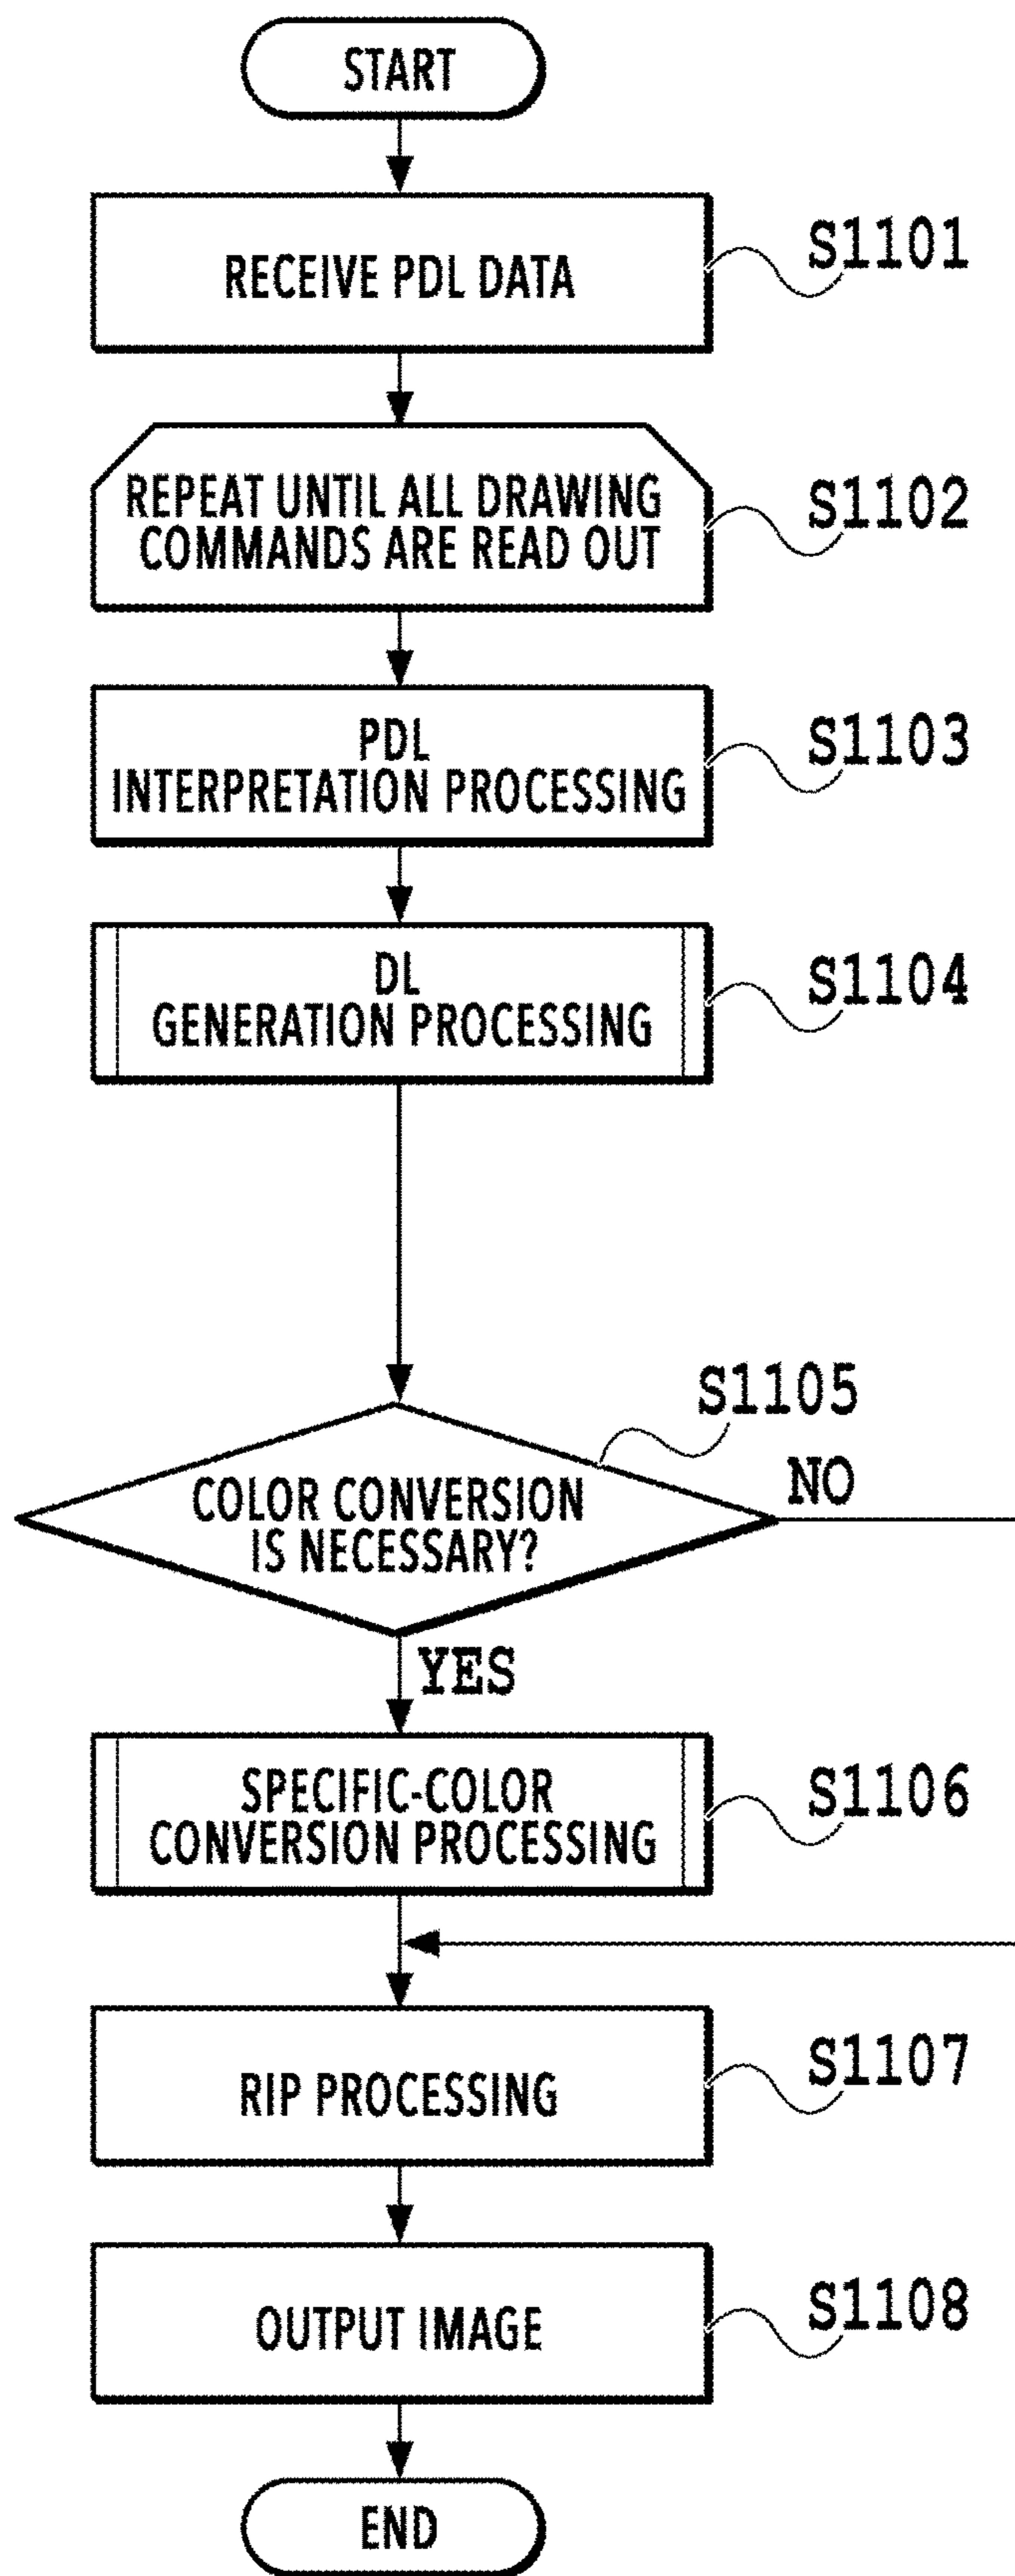 START
RECEIVE PDL DATA
S1101
REPEAT UNTIL ALL DRAWING
COMMANDS ARE READ OUT
S1102
PDL
INTERPRETATION PROCESSING
S1103
DL
GENERATION PROCESSING
S1104
S1105
COLOR CONVERSION
IS NECESSARY?
NO
YES
SPECIFIC-COLOR
CONVERSION PROCESSING
S1106
RIP PROCESSING
S1107
OUTPUT IMAGE
S1108
END